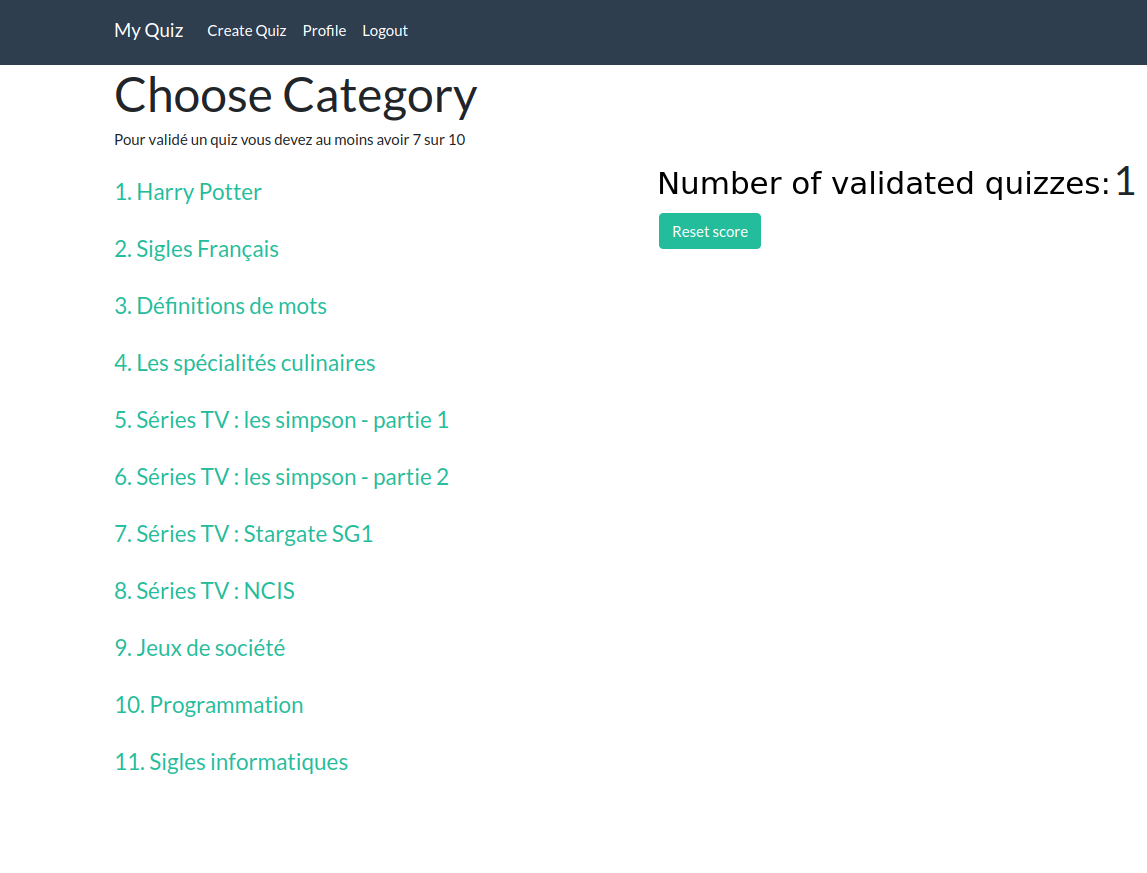 My Quiz Create Quiz Profile Logout
Choose Category
Pour validé un quiz vous devez au moins avoir 7 sur 10
1. Harry Potter
2. Sigles Français
3. Définitions de mots
4. Les spécialités culinaires
5. Séries TV : les simpson - partie 1
6. Séries TV : les simpson - partie 2
7. Séries TV : Stargate SG1
8. Séries TV : NCIS
9. Jeux de société
10. Programmation
11. Sigles informatiques
Number of validated quizzes: 1
Reset score